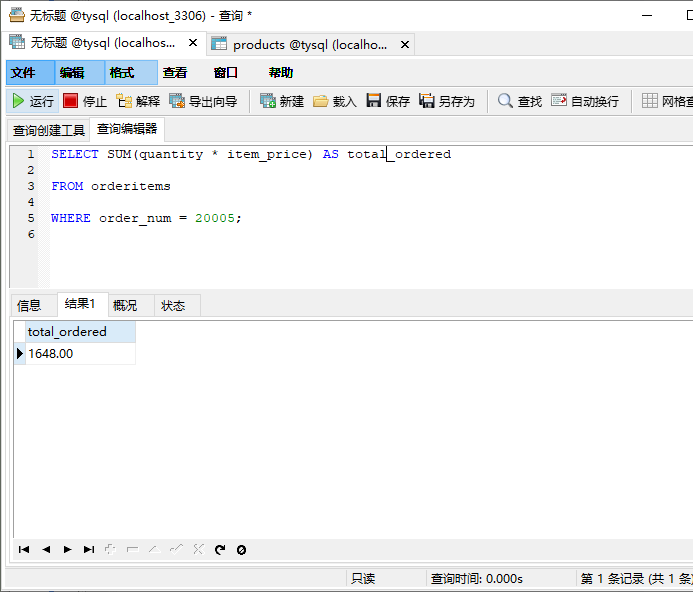 无标题 @tysql (localhost_3306) - 查询 *
无标题 @tysql (localhos... products @tysql (localho...
文件 编辑 格式 查看 窗口 帮助
运行 停止 解释 导出向导 新建 载入 保存 另存为 查找 自动换行 网格查
查询创建工具 查询编辑器
1 SELECT SUM(quantity * item_price) AS total_ordered
2
3 FROM orderitems
4
5 WHERE order_num = 20005;
6
信息 结果1 概况 状态
total_ordered
1648.00
只读 查询时间: 0.000s 第 1 条记录 (共 1 条)